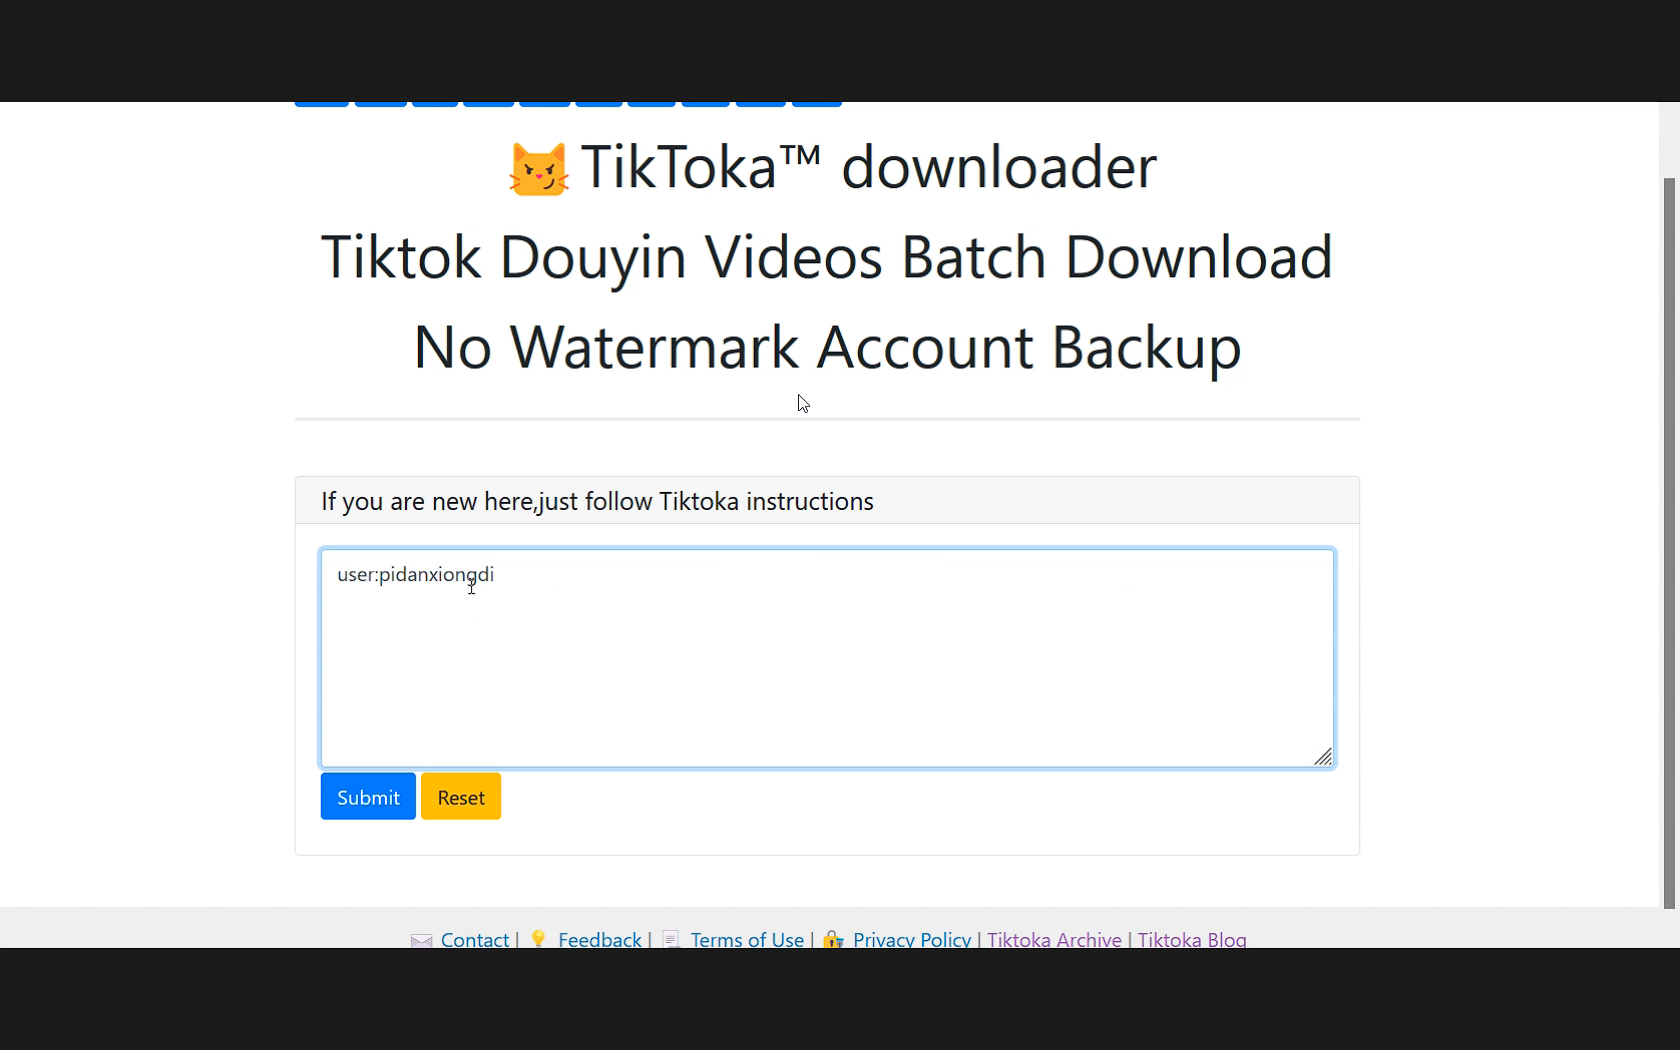 TikToka™ downloader
Tiktok Douyin Videos Batch Download
No Watermark Account Backup
If you are new here,just follow Tiktoka instructions
user:pidanxiongdi
Submit Reset
Contact | Feedback | Terms of Use | Privacy Policy | Tiktoka Archive | Tiktoka Blog